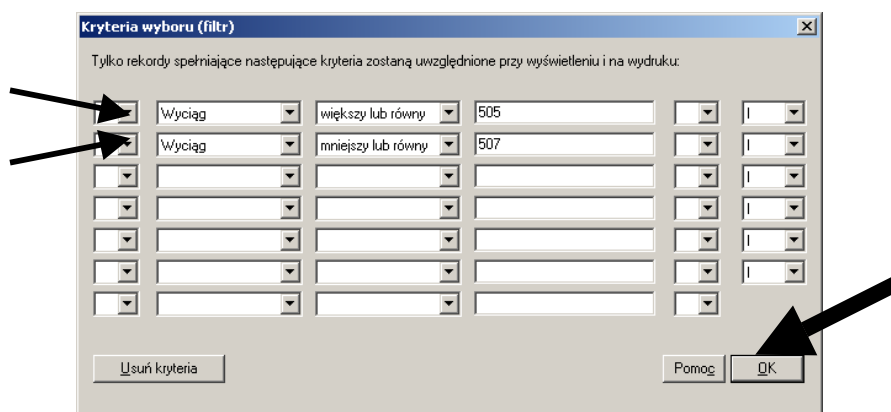 Kryteria wyboru (filtr)
Tylko rekordy spełniające następujące kryteria zostaną uwzględnione przy wyświetleniu i na wydruku:
Wyciąg większy lub równy 505 I
Wyciąg mniejszy lub równy 507 I
I
I
I
I
Usuń kryteria Pomoc OK